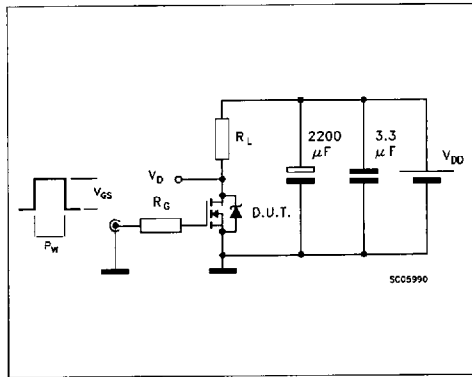 R_L
2200 μF
3.3 μF
V_DD
V_D
V_GS
R_G
D.U.T.
P_W
SC05990